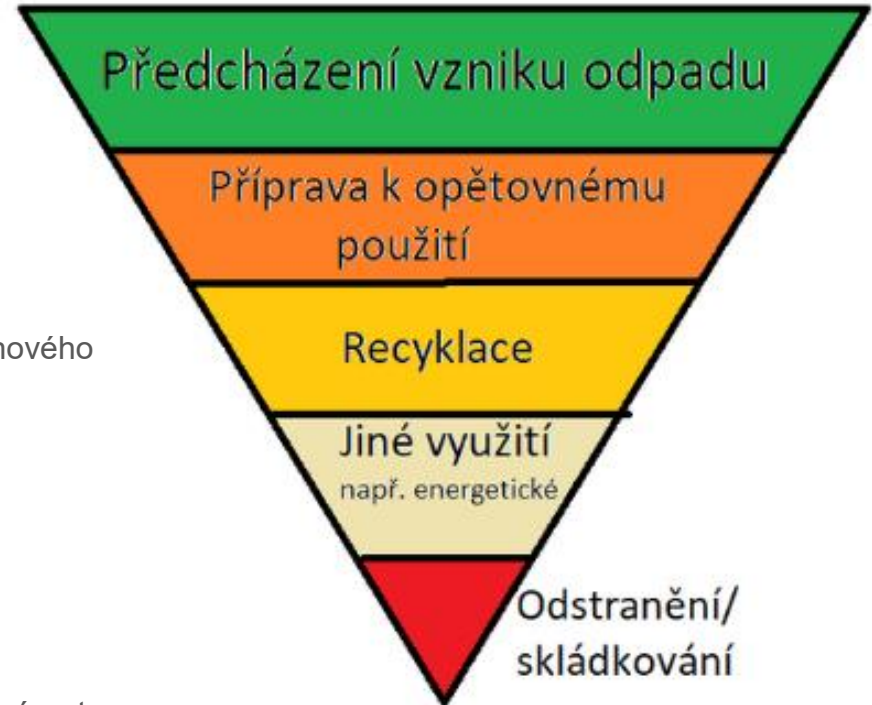 Předcházení vzniku odpadu
Příprava k opětovnému
použití
nového
Recyklace
Jiné využití
např. energetické
Odstranění/
skládkování